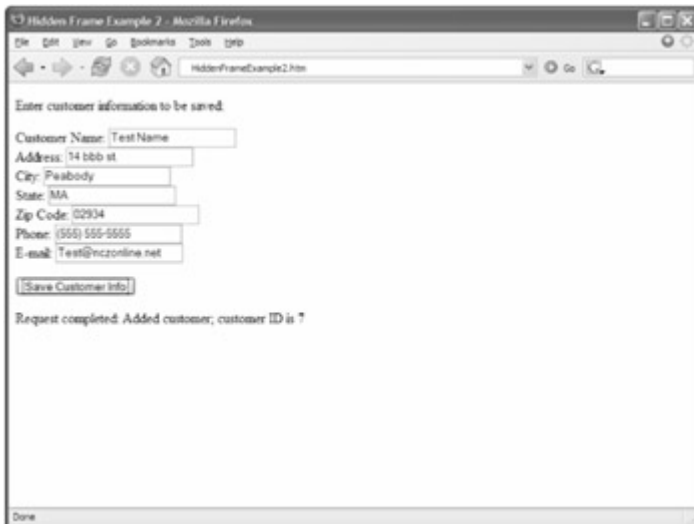 Hidden Frame Example 2 - Mozilla Firefox
File Edit View Go Bookmarks Tools Help
HiddenFrameExample2.htm Go G
Enter customer information to be saved:
Customer Name: Test Name
Address: 14 bbb st
City: Peabody
State: MA
Zip Code: 02934
Phone: (555) 555-5555
E-mail: Test@nczonline.net
Save Customer Info
Request completed: Added customer; customer ID is 7
Done